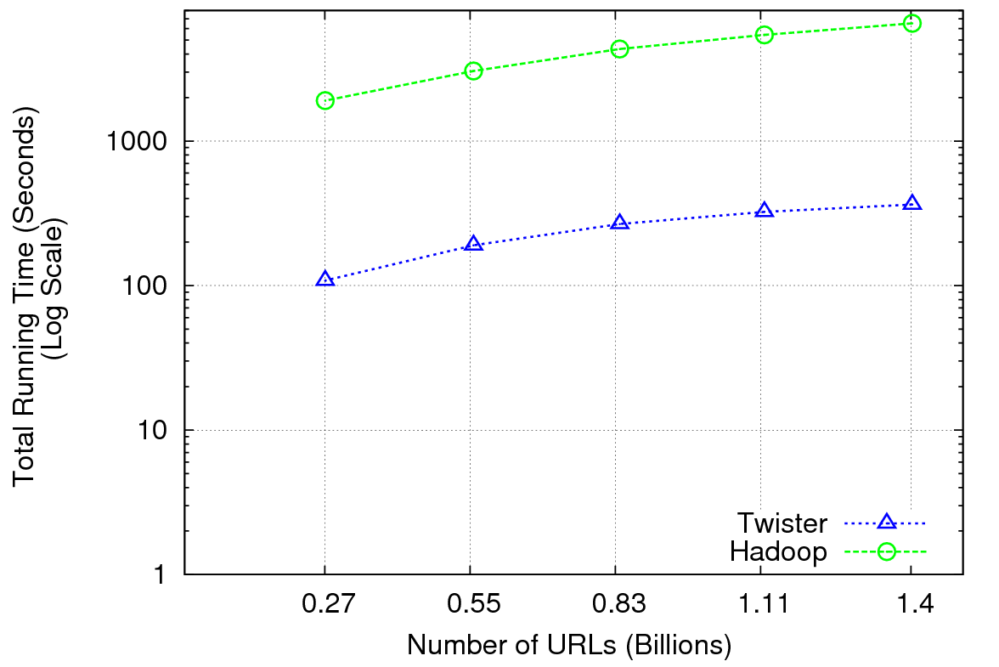 Total Running Time (Seconds)
(Log Scale)
1000
100
10
1
Twister
Hadoop
0.27
0.55
0.83
1.11
1.4
Number of URLs (Billions)